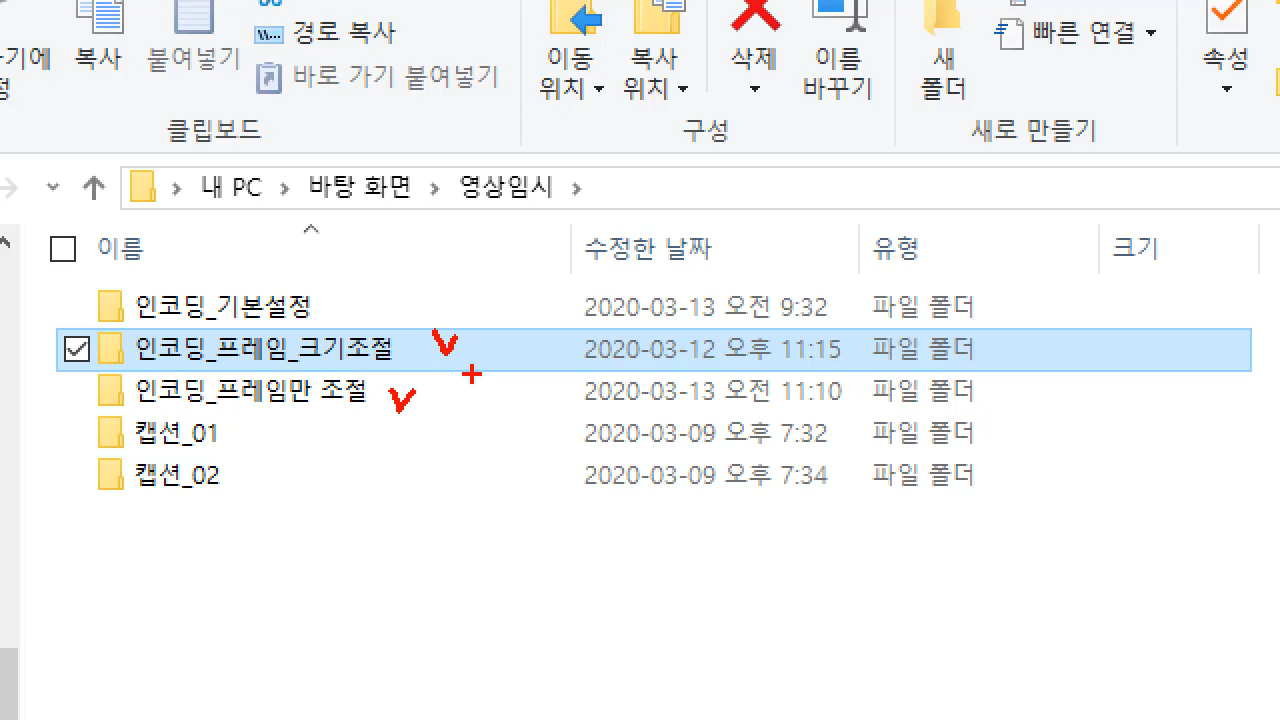 기에 복사 붙여넣기
경로 복사
바로 가기 붙여넣기
클립보드
이동 위치
복사 위치
삭제
이름 바꾸기
구성
새 폴더
빠른 연결
새로 만들기
속성
내 PC 바탕 화면 영상임시
이름 수정한 날짜 유형 크기
인코딩_기본설정 2020-03-13 오전 9:32 파일 폴더
인코딩_프레임_크기조절 2020-03-12 오후 11:15 파일 폴더
인코딩_프레임만 조절 2020-03-13 오전 11:10 파일 폴더
캡션_01 2020-03-09 오후 7:32 파일 폴더
캡션_02 2020-03-09 오후 7:34 파일 폴더